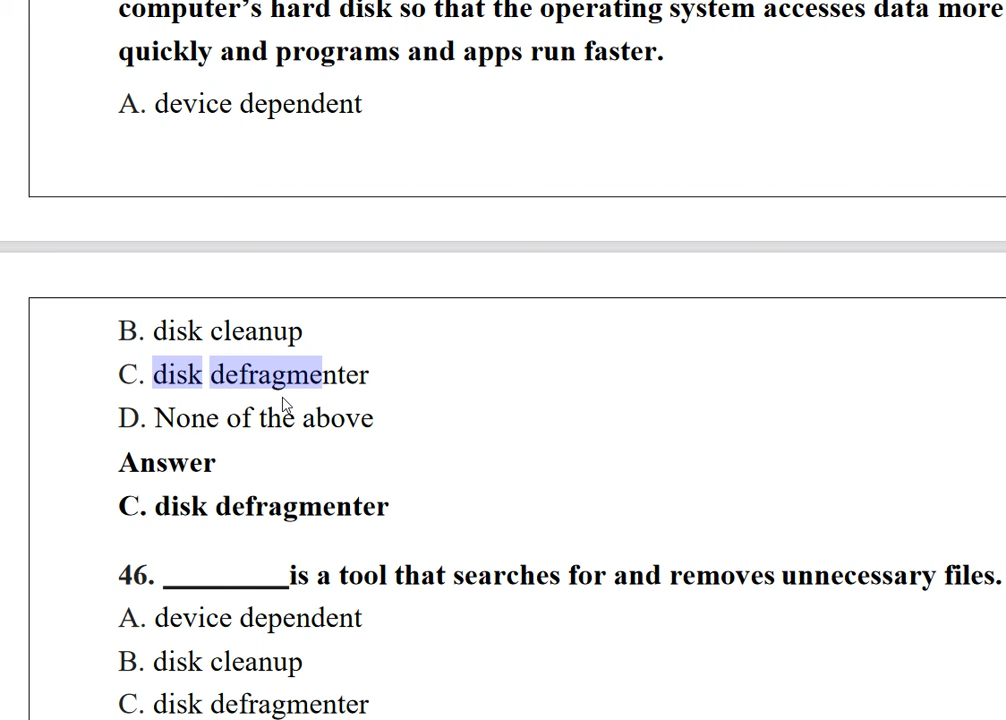 computer’s hard disk so that the operating system accesses data more
quickly and programs and apps run faster.
A. device dependent
B. disk cleanup
C. disk defragmenter
D. None of the above
Answer
C. disk defragmenter
46. ________is a tool that searches for and removes unnecessary files.
A. device dependent
B. disk cleanup
C. disk defragmenter